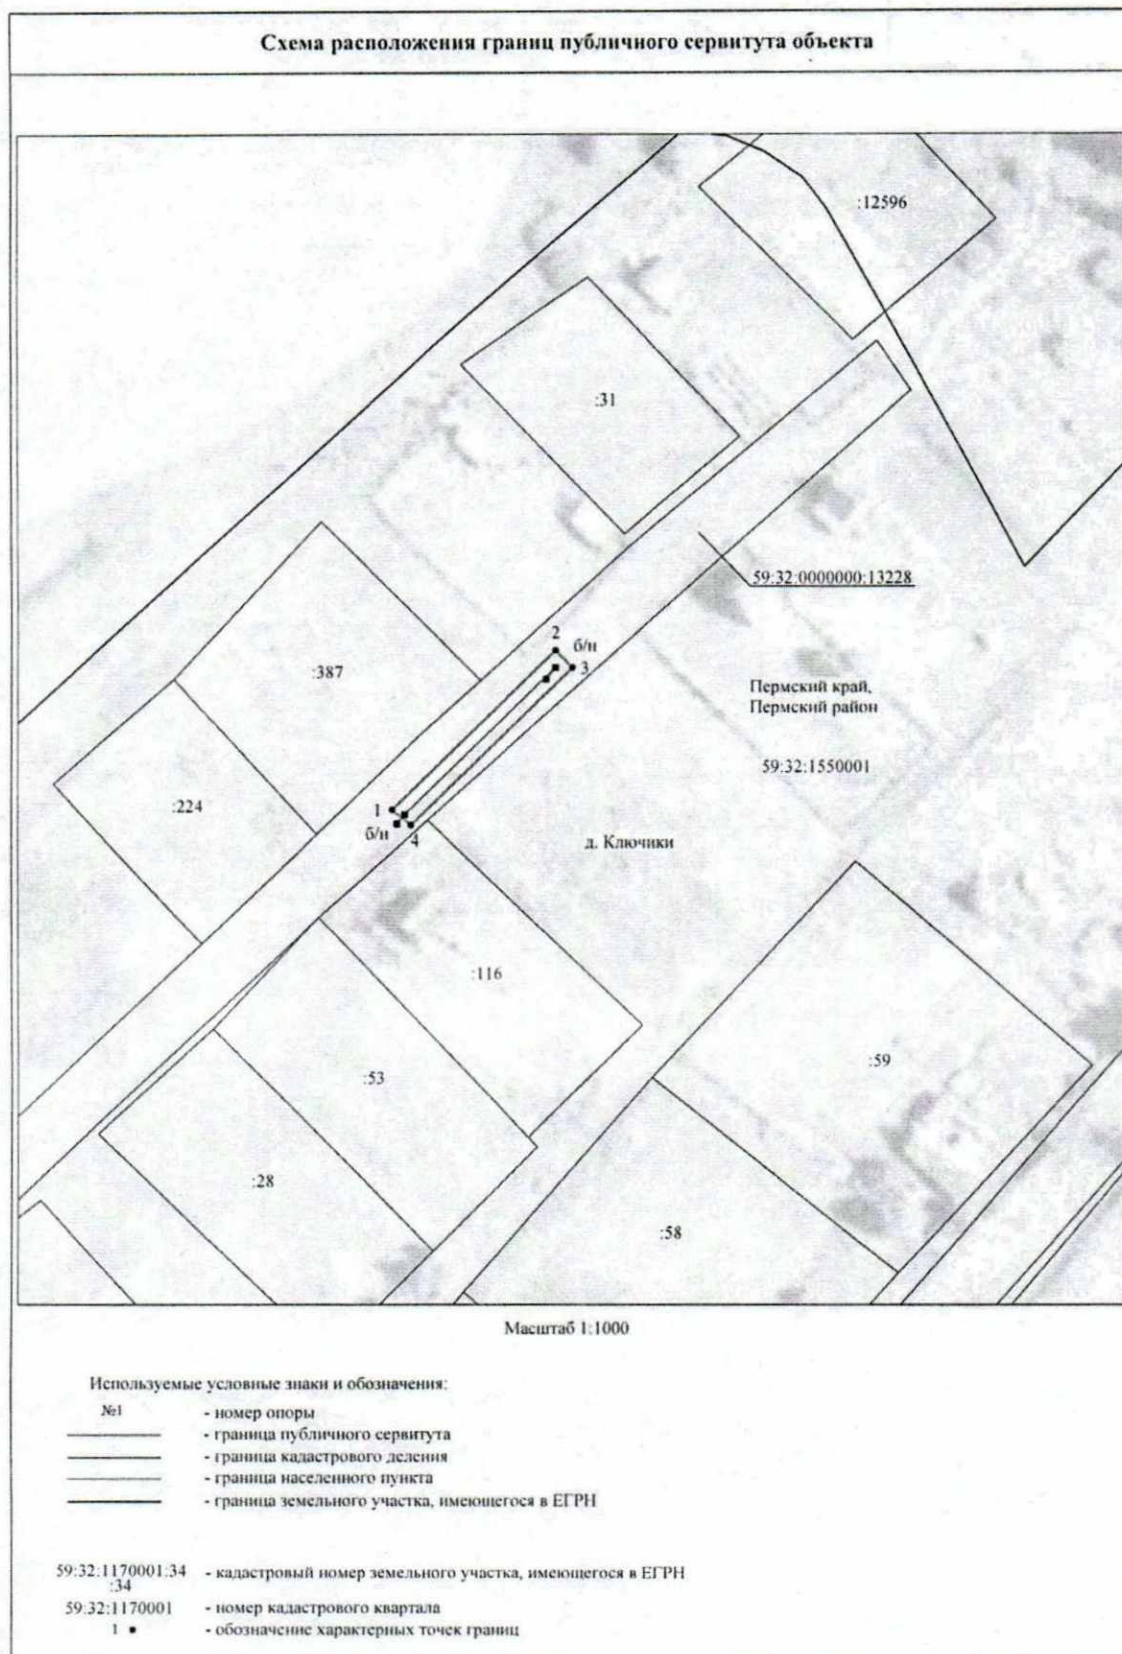 Схема расположения границ публичного сервитута объекта
:12596
:31
59:32:0000000:13228
2
б/н
3
:387
Пермский край,
Пермский район
59:32:1550001
:224
1
б/н
4
д. Ключики
:116
:59
:53
:28
:58
Масштаб 1:1000
Используемые условные знаки и обозначения:
№1 - номер опоры
- граница публичного сервитута
- граница кадастрового деления
- граница населенного пункта
- граница земельного участка, имеющегося в ЕГРН
59:32:1170001:34 - кадастровый номер земельного участка, имеющегося в ЕГРН
:34
59:32:1170001 - номер кадастрового квартала
1 - обозначение характерных точек границ